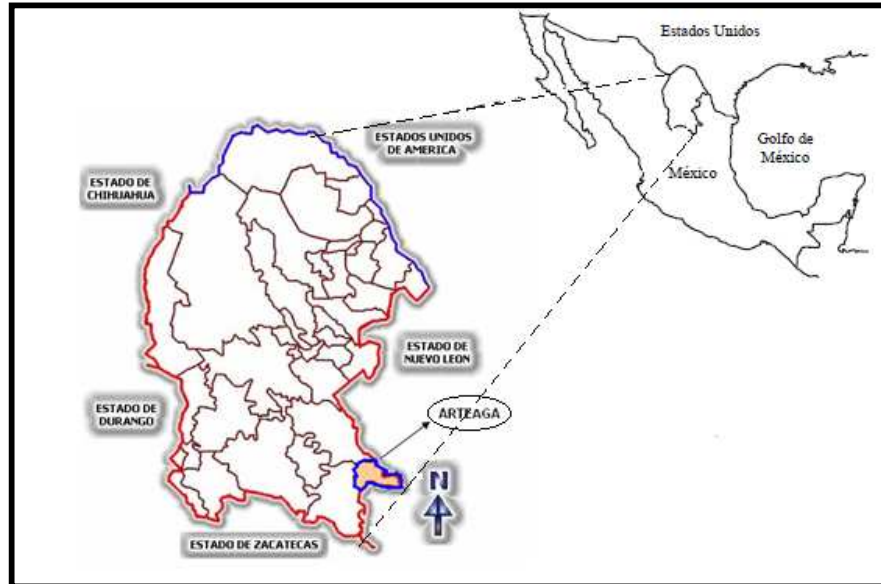 Estados Unidos
Golfo de
México
México
ESTADOS UNIDOS
DE AMERICA
ESTADO DE
CHIHUAHUA
ESTADO DE
NUEVO LEON
ESTADO DE
DURANGO
ARTEAGA
N
ESTADO DE ZACATECAS